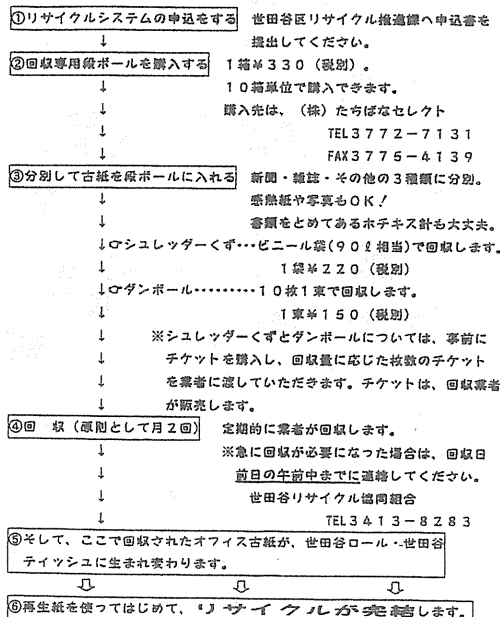 ①リサイクルシステムの申込をする　世田谷区リサイクル推進課へ申込書を
↓　提出してください。
②回収専用段ボールを購入する　1箱¥330（税別）。
↓　10箱単位で購入できます。
↓　購入先は、（株）たちばなセレクト
↓　TEL3772-7131
↓　FAX3775-4139
③分別して古紙を段ボールに入れる　新聞・雑誌・その他の3種類に分別。
↓　感熱紙や写真もOK！
↓　書類をとめてあるホチキス針も大丈夫。
↓☞シュレッダーくず…ビニール袋(90ℓ相当)で回収します。
↓　1袋¥220（税別）
↓☞ダンボール………10枚1束で回収します。
↓　1束¥150（税別）
↓　※シュレッダーくずとダンボールについては、事前に
↓　チケットを購入し、回収量に応じた枚数のチケット
↓　を業者に渡していただきます。チケットは、回収業者
↓　が販売します。
④回　収（原則として月2回）　定期的に業者が回収します。
↓　※急に回収が必要になった場合は、回収日
↓　前日の午前中までに連絡してください。
↓　世田谷リサイクル協同組合
↓　TEL3413-8283
⑤そして、ここで回収されたオフィス古紙が、世田谷ロール・世田谷
ティッシュに生まれ変わります。
⇩　⇩　⇩
⑥再生紙を使ってはじめて、リサイクルが完結します。